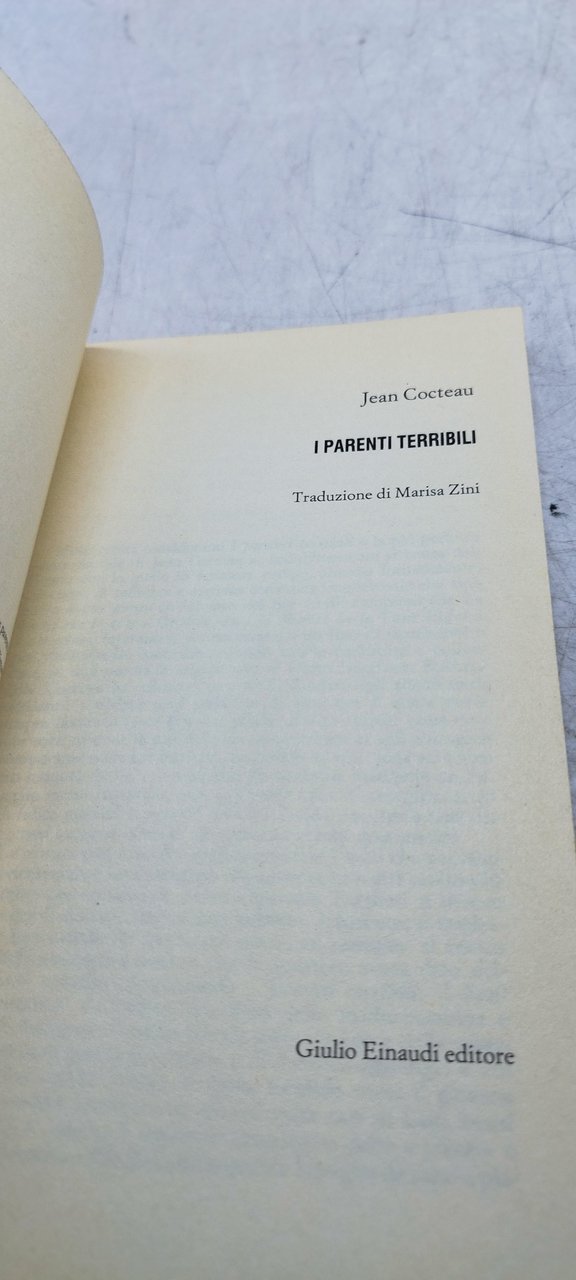 Jean Cocteau
I PARENTI TERRIBILI
Traduzione di Marisa Zini
Giulio Einaudi editore